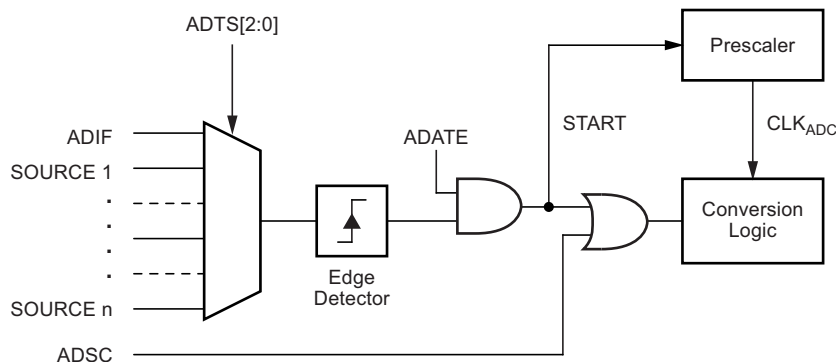 ADTS[2:0]
Prescaler
ADIF
START
CLKADC
ADATE
SOURCE 1
.
.
.
.
Conversion
Logic
Edge
Detector
SOURCE n
ADSC